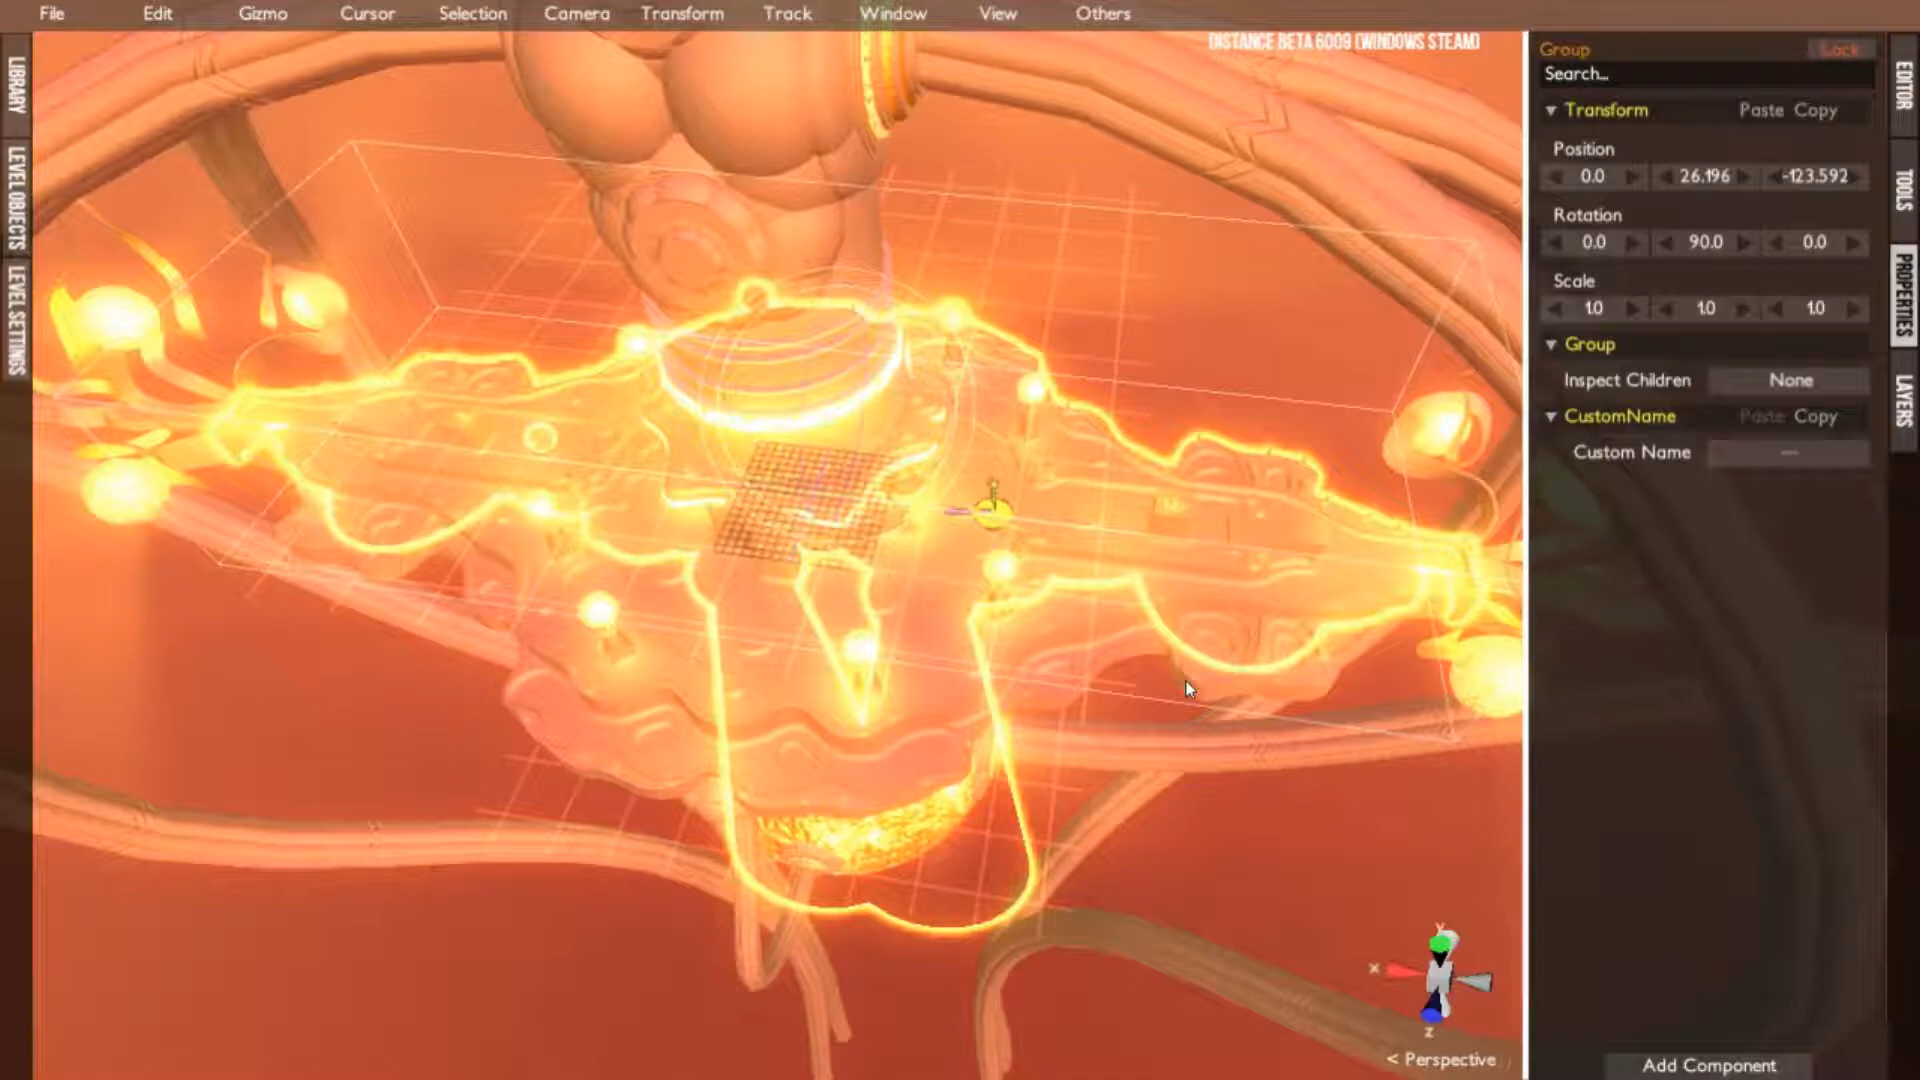 File Edit Gizmo Cursor Selection Camera Transform Track Window View Others
DISTANCE BETA 6009 (WINDOWS STEAM)
LIBRARY
LEVEL OBJECTS
LEVEL SETTINGS
Group Lock
Search...
Transform Paste Copy
Position
0.0 26.196 -123.592
Rotation
0.0 90.0 0.0
Scale
1.0 1.0 1.0
Group
Inspect Children None
CustomName Paste Copy
Custom Name —
EDITOR
TOOLS
PROPERTIES
LAYERS
Y
X
Z
< Perspective
Add Component